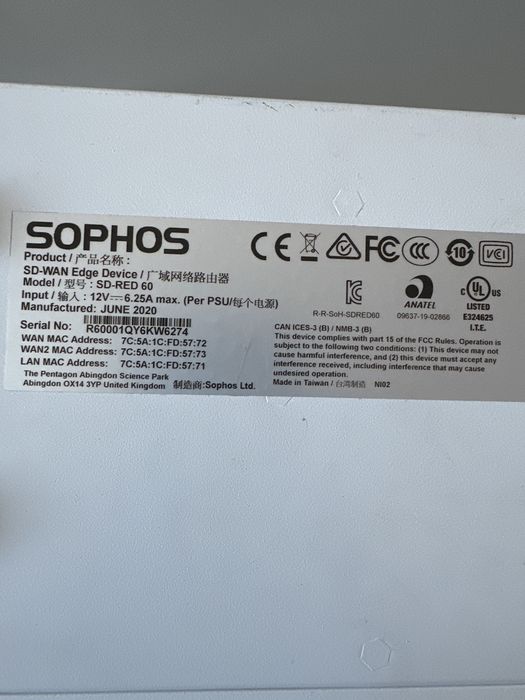 SOPHOS
Product / 产品名称 :
SD-WAN Edge Device / 广域网络路由器
Model / 型号 : SD-RED 60
Input / 输入 : 12V⎓6.25A max. (Per PSU/每个电源)
Manufactured: JUNE 2020
Serial No: R60001QY6KW6274
WAN MAC Address: 7C:5A:1C:FD:57:72
WAN2 MAC Address: 7C:5A:1C:FD:57:73
LAN MAC Address: 7C:5A:1C:FD:57:71
The Pentagon Abingdon Science Park
Abingdon OX14 3YP United Kingdom 制造商:Sophos Ltd.
CE FC CCC 10 VCI
R-R-SoH-SDRED60
ANATEL
09637-19-02866
c UL US
LISTED
E324625
I.T.E.
CAN ICES-3 (B) / NMB-3 (B)
This device complies with part 15 of the FCC Rules. Operation is
subject to the following two conditions: (1) This device may not
cause harmful interference, and (2) this device must accept any
interference received, including interference that may cause
undesired operation.
Made in Taiwan / 台湾制造 NI02